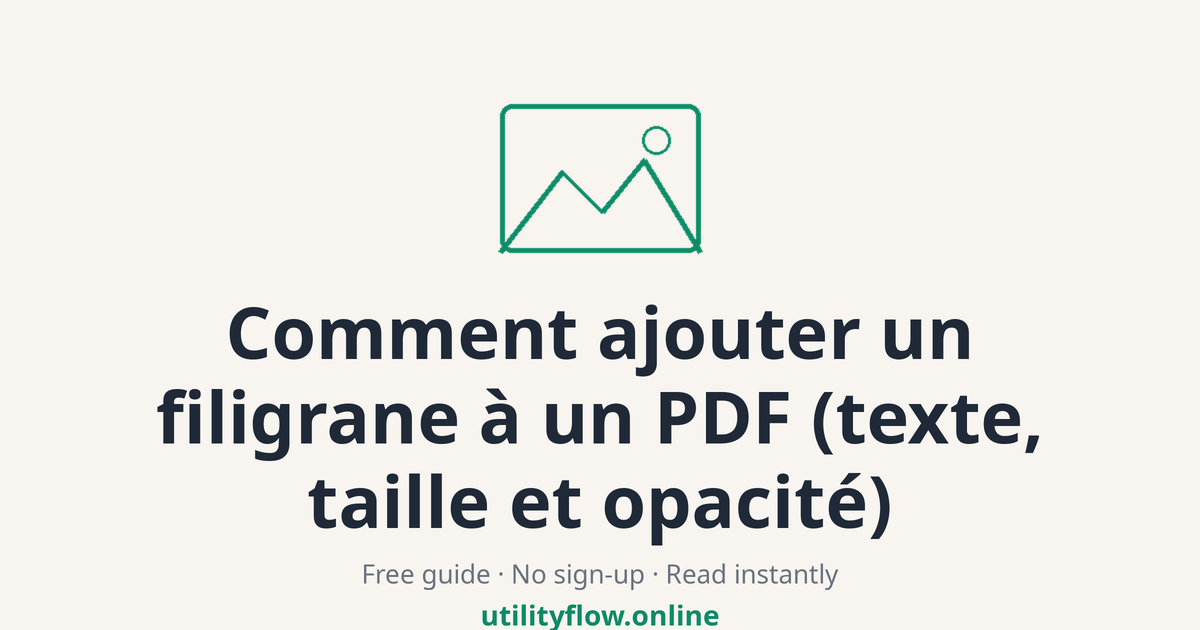 Comment ajouter un
filigrane à un PDF (texte,
taille et opacité)
Free guide · No sign-up · Read instantly
utilityflow.online